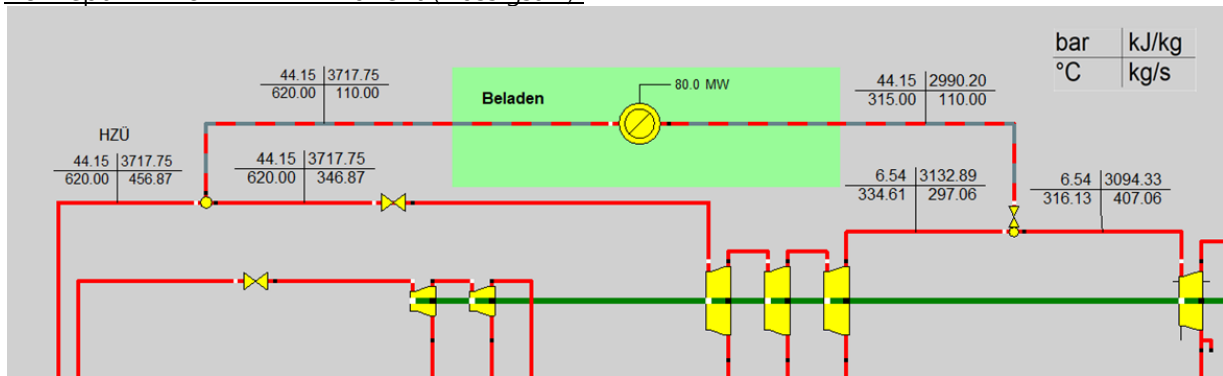 bar kJ/kg
°C kg/s
44.15 3717.75
620.00 110.00
Beladen
80.0 MW
44.15 2990.20
315.00 110.00
HZÜ
44.15 3717.75
620.00 456.87
44.15 3717.75
620.00 346.87
6.54 3132.89
334.61 297.06
6.54 3094.33
316.13 407.06